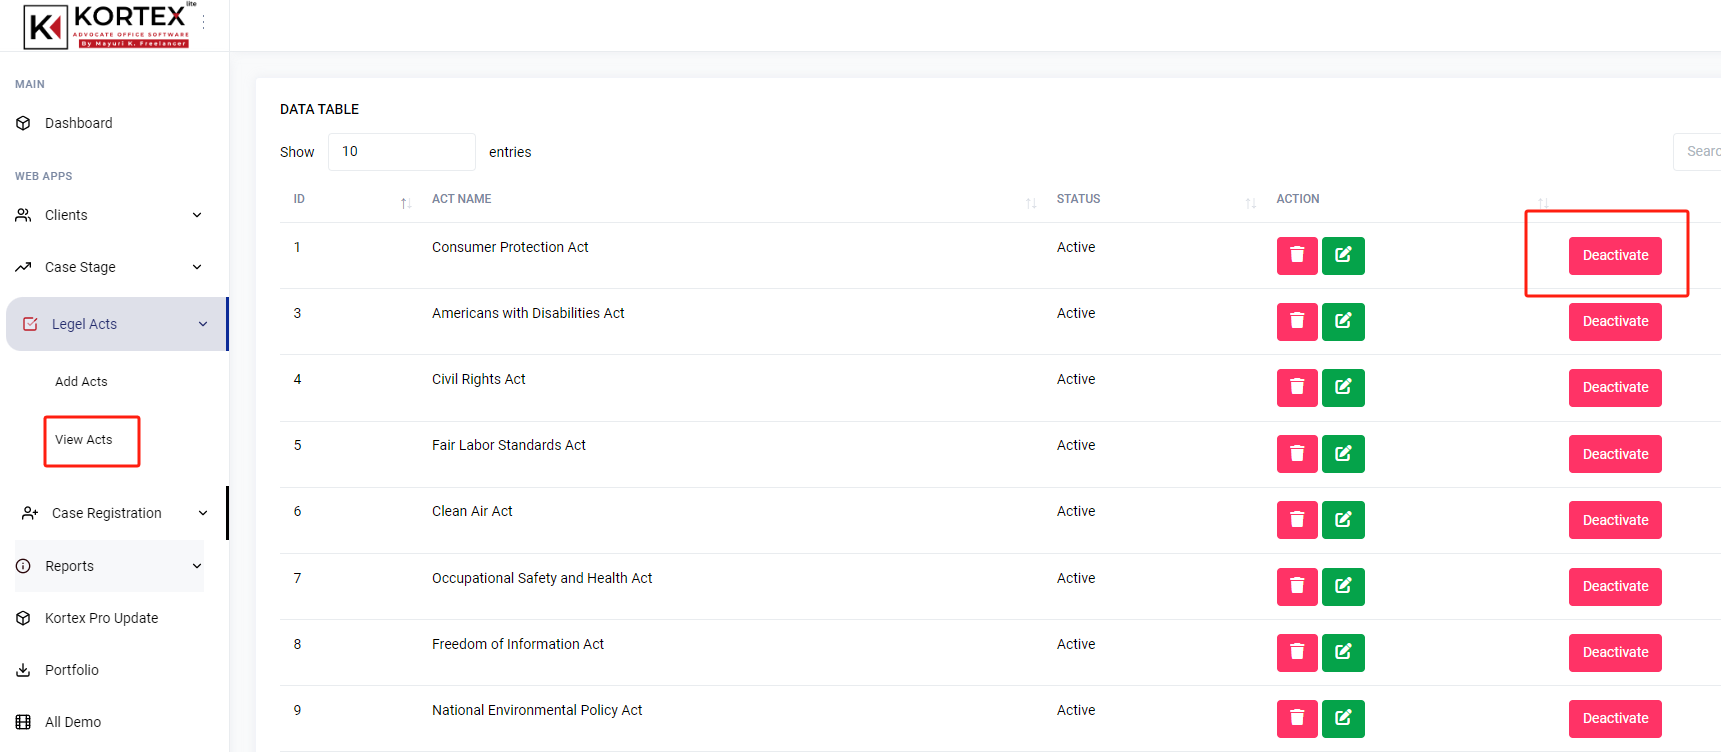 KORTEX lite
ADVOCATE OFFICE SOFTWARE
By Mayuri K. Freelancer
MAIN
Dashboard
WEB APPS
Clients
Case Stage
Legel Acts
Add Acts
View Acts
Case Registration
Reports
Kortex Pro Update
Portfolio
All Demo
DATA TABLE
Show 10 entries
Searc
ID ACT NAME STATUS ACTION
1 Consumer Protection Act Active Deactivate
3 Americans with Disabilities Act Active Deactivate
4 Civil Rights Act Active Deactivate
5 Fair Labor Standards Act Active Deactivate
6 Clean Air Act Active Deactivate
7 Occupational Safety and Health Act Active Deactivate
8 Freedom of Information Act Active Deactivate
9 National Environmental Policy Act Active Deactivate